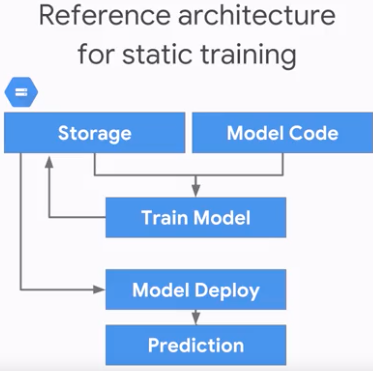 Reference architecture
for static training
Storage
Model Code
Train Model
Model Deploy
Prediction